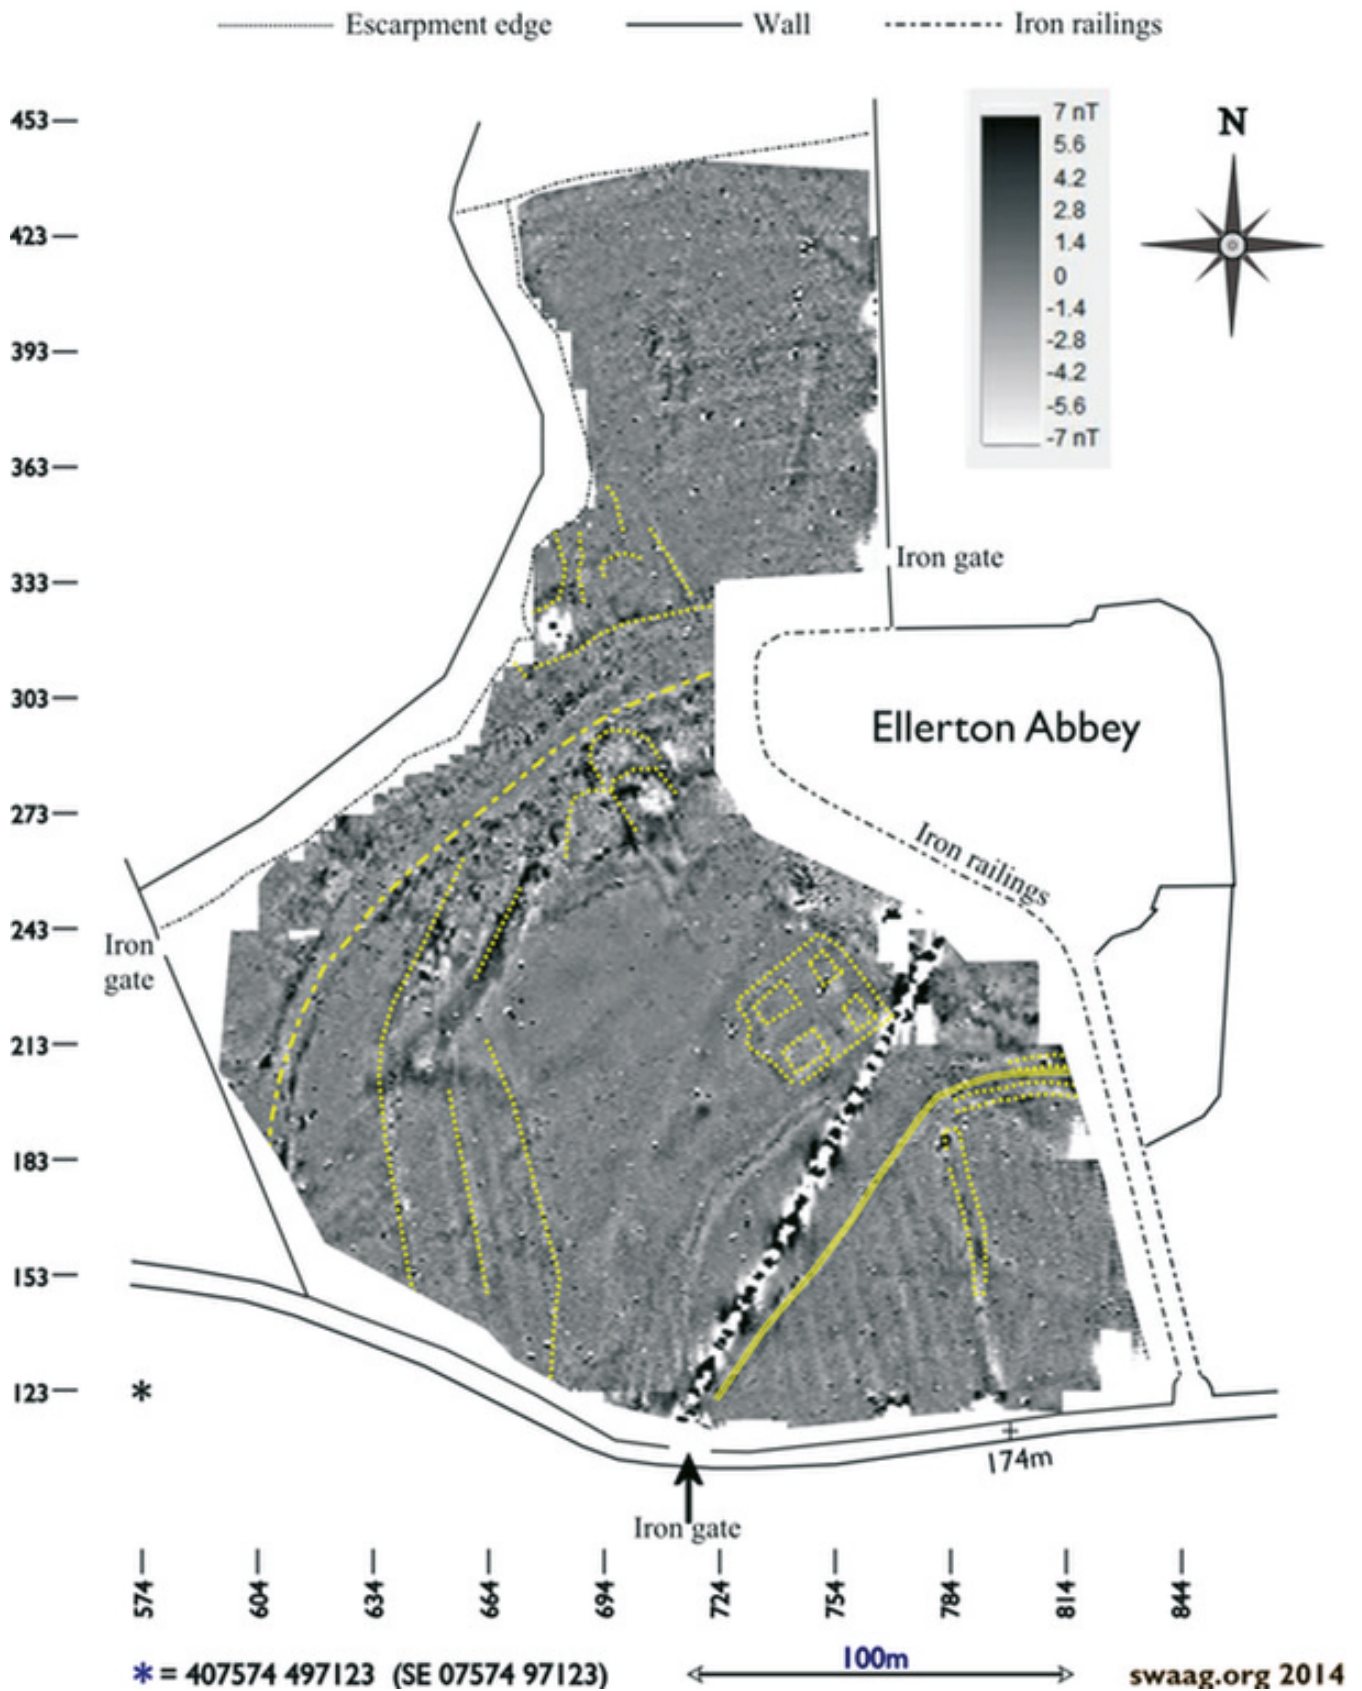 Escarpment edge Wall Iron railings
7 nT
5.6
4.2
2.8
1.4
0
-1.4
-2.8
-4.2
-5.6
-7 nT
N
453
423
393
363
333
303
273
243
213
183
153
123
Iron gate
Ellerton Abbey
Iron railings
Iron
gate
*
174m
Iron gate
574 604 634 664 694 724 754 784 814 844
* = 407574 497123 (SE 07574 97123)
100m
swaag.org 2014